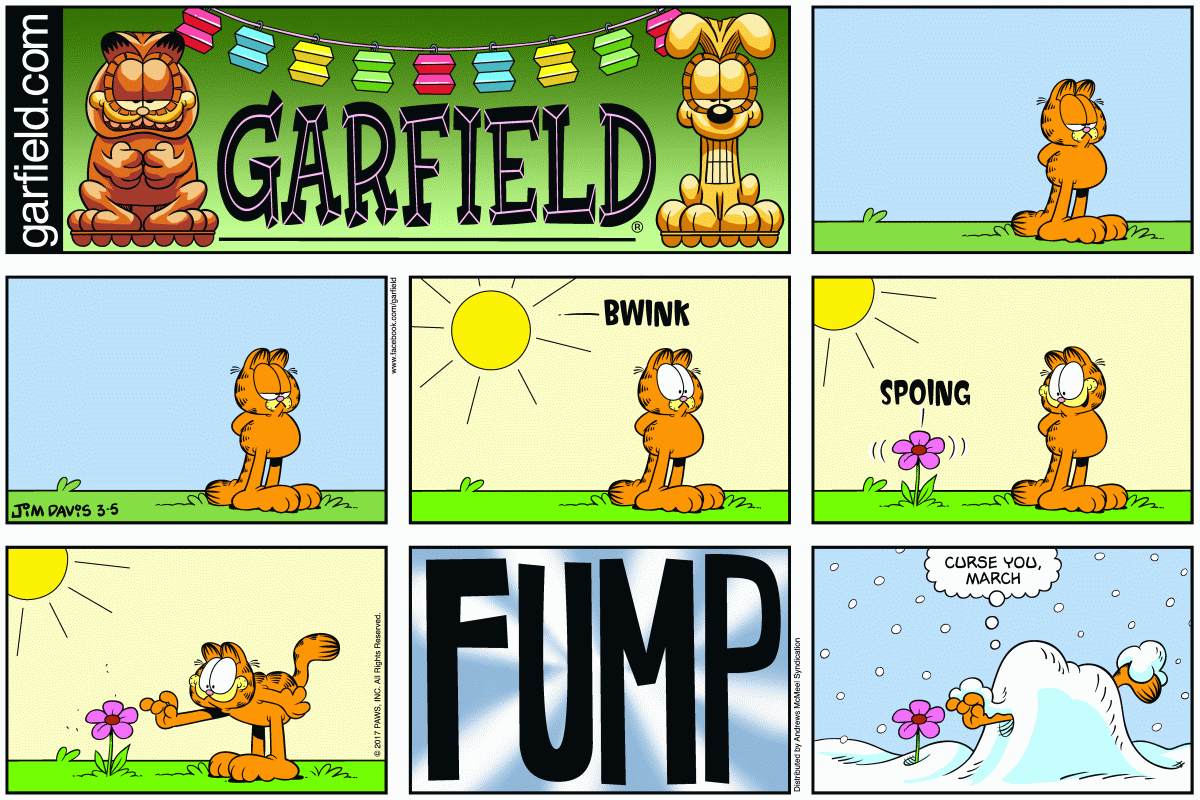 garfield.com
GARFIELD®
JIM DAVIS 3-5
www.facebook.com/garfield
BWINK
SPOING
© 2017 PAWS, INC. All Rights Reserved.
FUMP
Distributed by Andrews McMeel Syndication
CURSE YOU,
MARCH